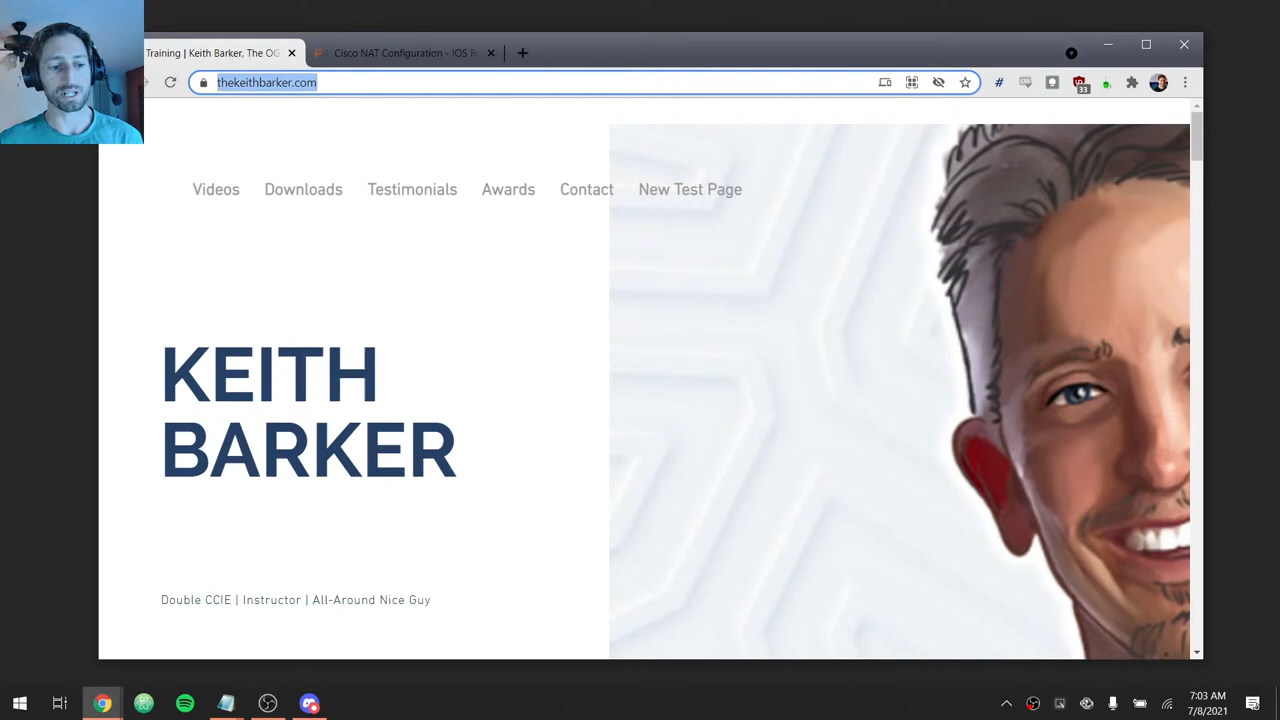 Training | Keith Barker, The OG
Cisco NAT Configuration - IOS R
thekeithbarker.com
33
Videos Downloads Testimonials Awards Contact New Test Page
KEITH
BARKER
Double CCIE | Instructor | All-Around Nice Guy
7:03 AM
7/8/2021